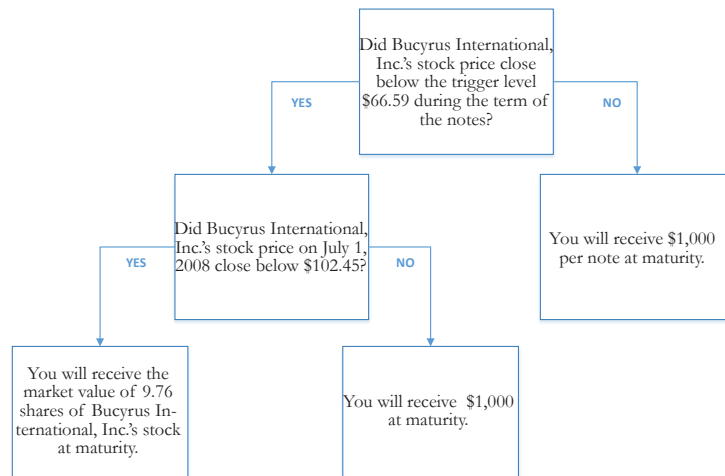 Did Bucyrus International,
Inc.'s stock price close
below the trigger level
$66.59 during the term of
the notes?
YES
NO
Did Bucyrus International,
Inc.'s stock price on July 1,
2008 close below $102.45?
You will receive $1,000
per note at maturity.
YES
NO
You will receive the
market value of 9.76
shares of Bucyrus In-
ternational, Inc.'s stock
at maturity.
You will receive $1,000
at maturity.